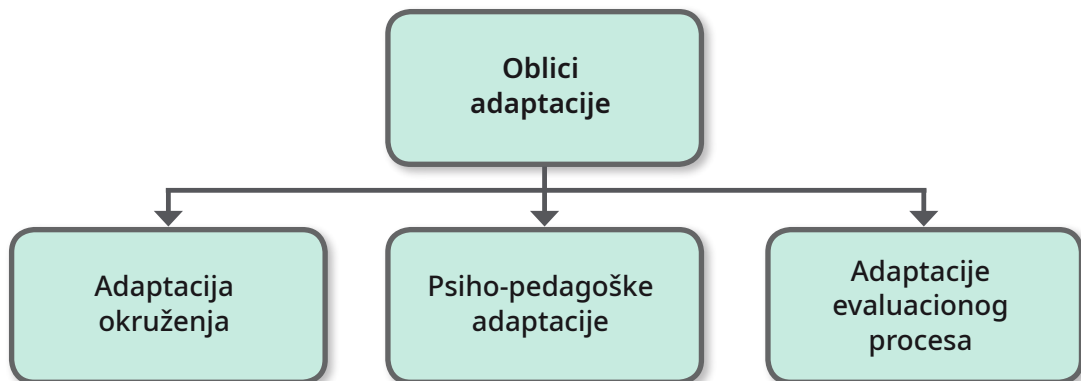 Oblici
adaptacije
Adaptacija
okruženja
Psiho-pedagoške
adaptacije
Adaptacije
evaluacionog
procesa